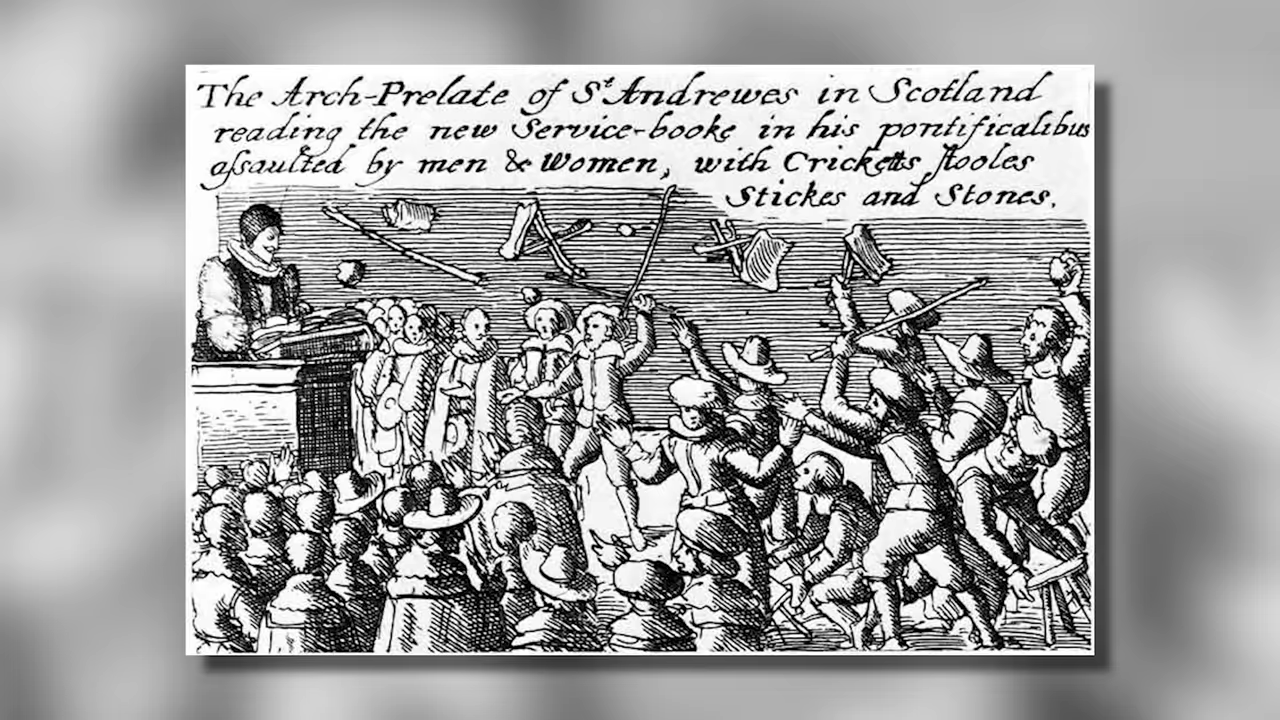 The Arch-Prelate of St Andrewes in Scotland
reading the new Service-booke in his pontificalibus
assaulted by men & Women, with Cricketts stooles
Stickes and Stones.